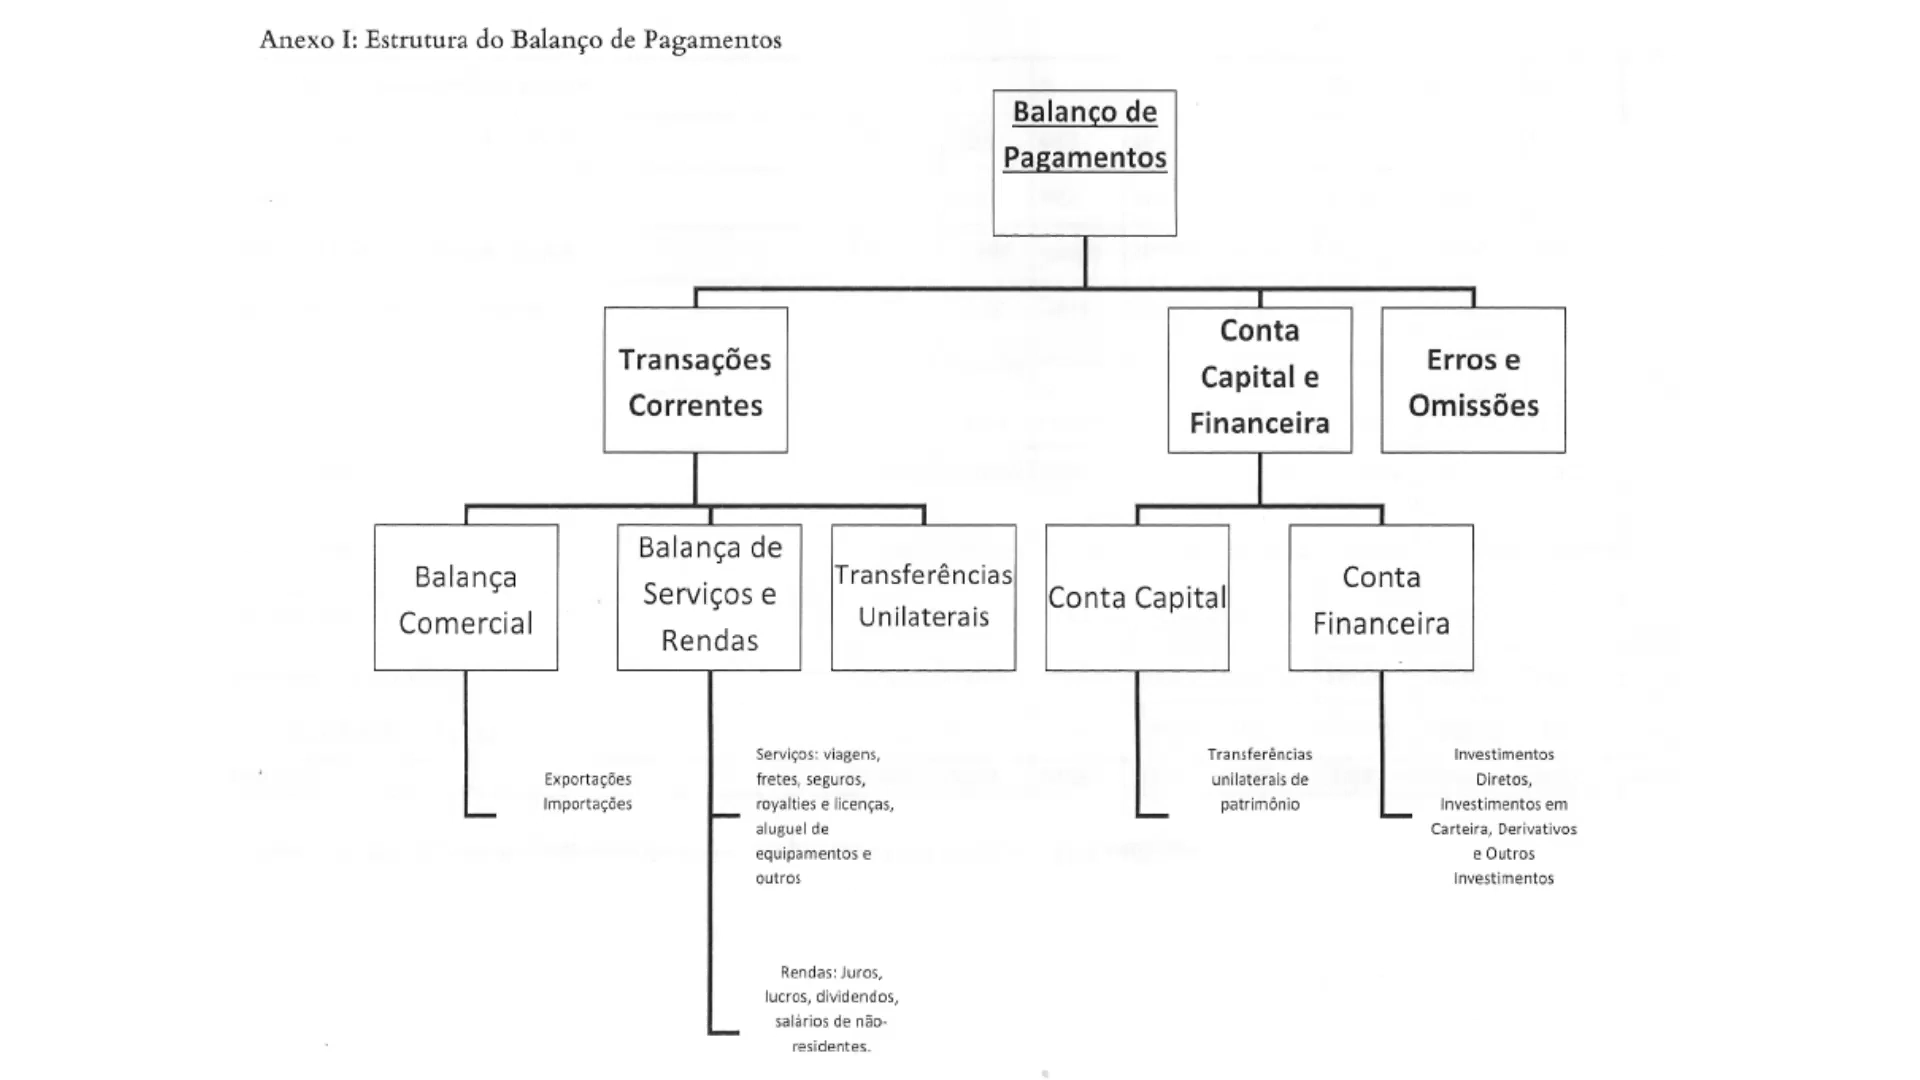 Anexo I: Estrutura do Balanço de Pagamentos
Balanço de
Pagamentos
Transações
Correntes
Conta
Capital e
Financeira
Erros e
Omissões
Balança
Comercial
Balança de
Serviços e
Rendas
Transferências
Unilaterais
Conta Capital
Conta
Financeira
Exportações
Importações
Serviços: viagens,
fretes, seguros,
royalties e licenças,
aluguel de
equipamentos e
outros
Rendas: Juros,
lucros, dividendos,
salários de não-
residentes.
Transferências
unilaterais de
patrimônio
Investimentos
Diretos,
Investimentos em
Carteira, Derivativos
e Outros
Investimentos